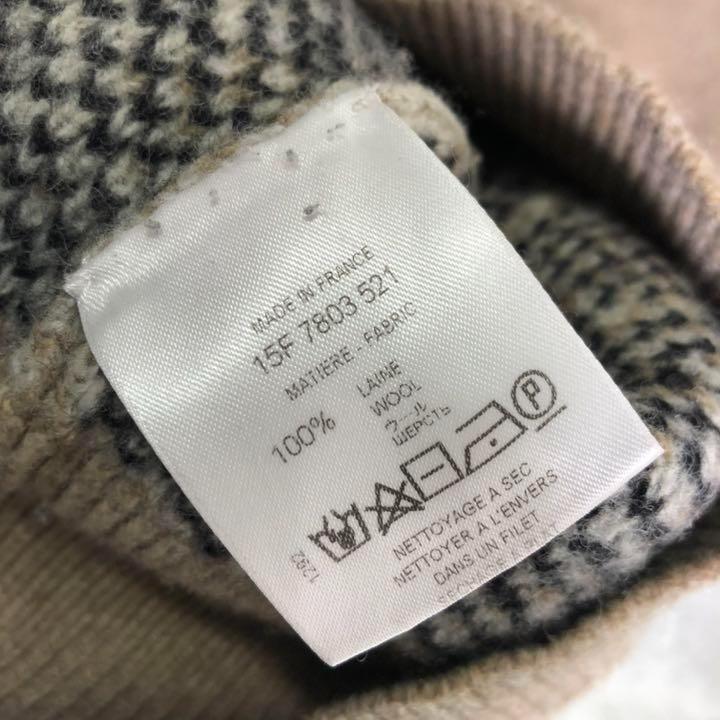 MADE IN FRANCE
15F 7803 521
MATIERE - FABRIC
100% LAINE
WOOL
ウール
ШЕРСТЬ
P
NETTOYAGE A SEC
NETTOYER A L'ENVERS
DANS UN FILET
1292